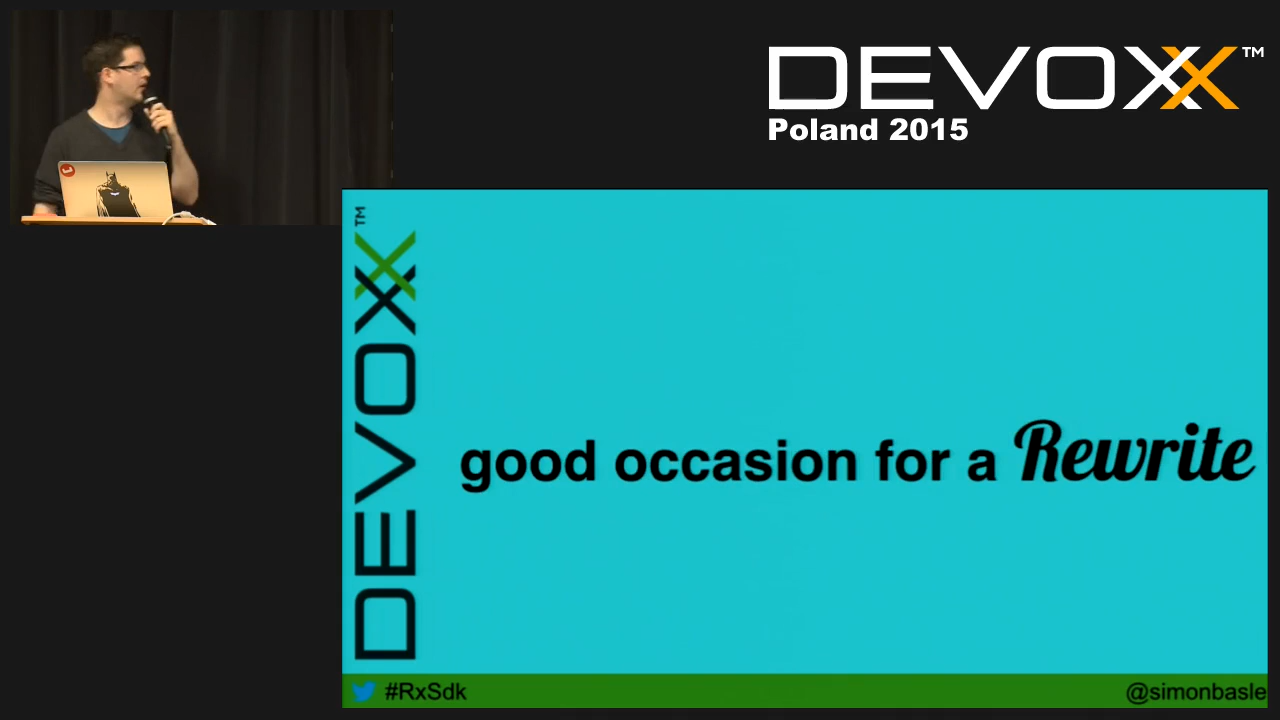 DEVOXX™
Poland 2015
DEVOXX™
good occasion for a Rewrite
#RxSdk
@simonbasle